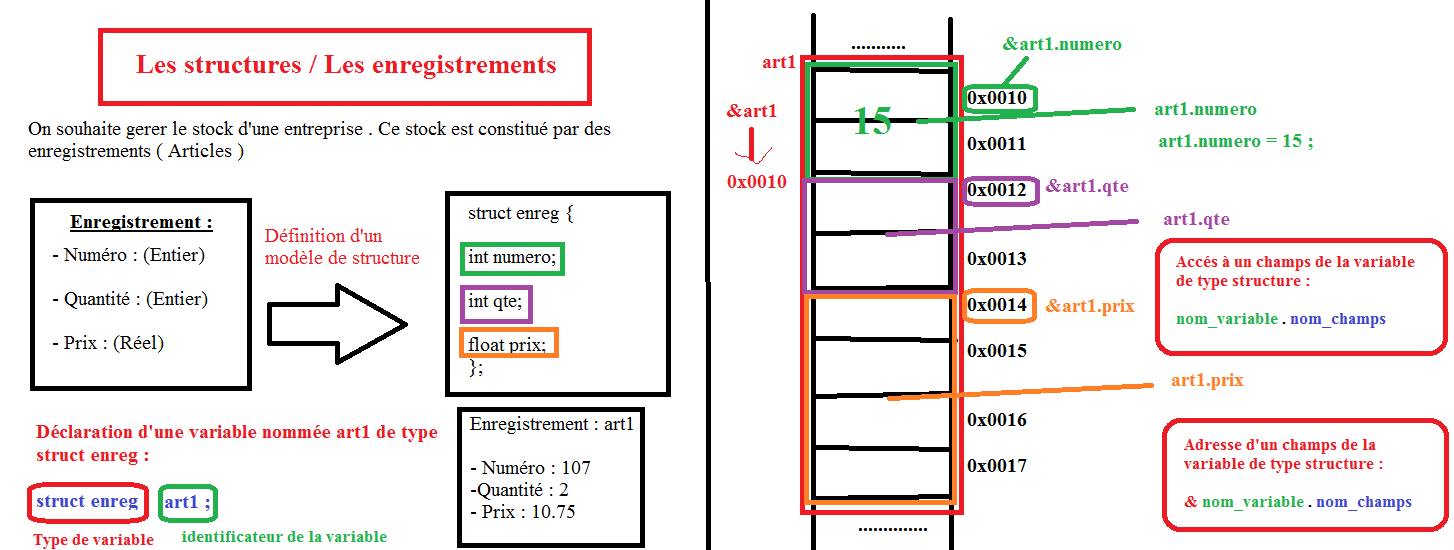 Les structures / Les enregistrements
On souhaite gerer le stock d'une entreprise . Ce stock est constitué par des
enregistrements ( Articles )
Enregistrement :
- Numéro : (Entier)
- Quantité : (Entier)
- Prix : (Réel)
Définition d'un
modèle de structure
struct enreg {
int numero;
int qte;
float prix;
};
Déclaration d'une variable nommée art1 de type
struct enreg :
struct enreg art1 ;
Type de variable
identificateur de la variable
Enregistrement : art1
- Numéro : 107
-Quantité : 2
- Prix : 10.75
...........
art1
&art1
0x0010
15
0x0010
0x0011
0x0012
0x0013
0x0014
0x0015
0x0016
0x0017
..............
&art1.numero
art1.numero
art1.numero = 15 ;
&art1.qte
art1.qte
&art1.prix
art1.prix
Accés à un champs de la variable
de type structure :
nom_variable . nom_champs
Adresse d'un champs de la
variable de type structure :
& nom_variable . nom_champs